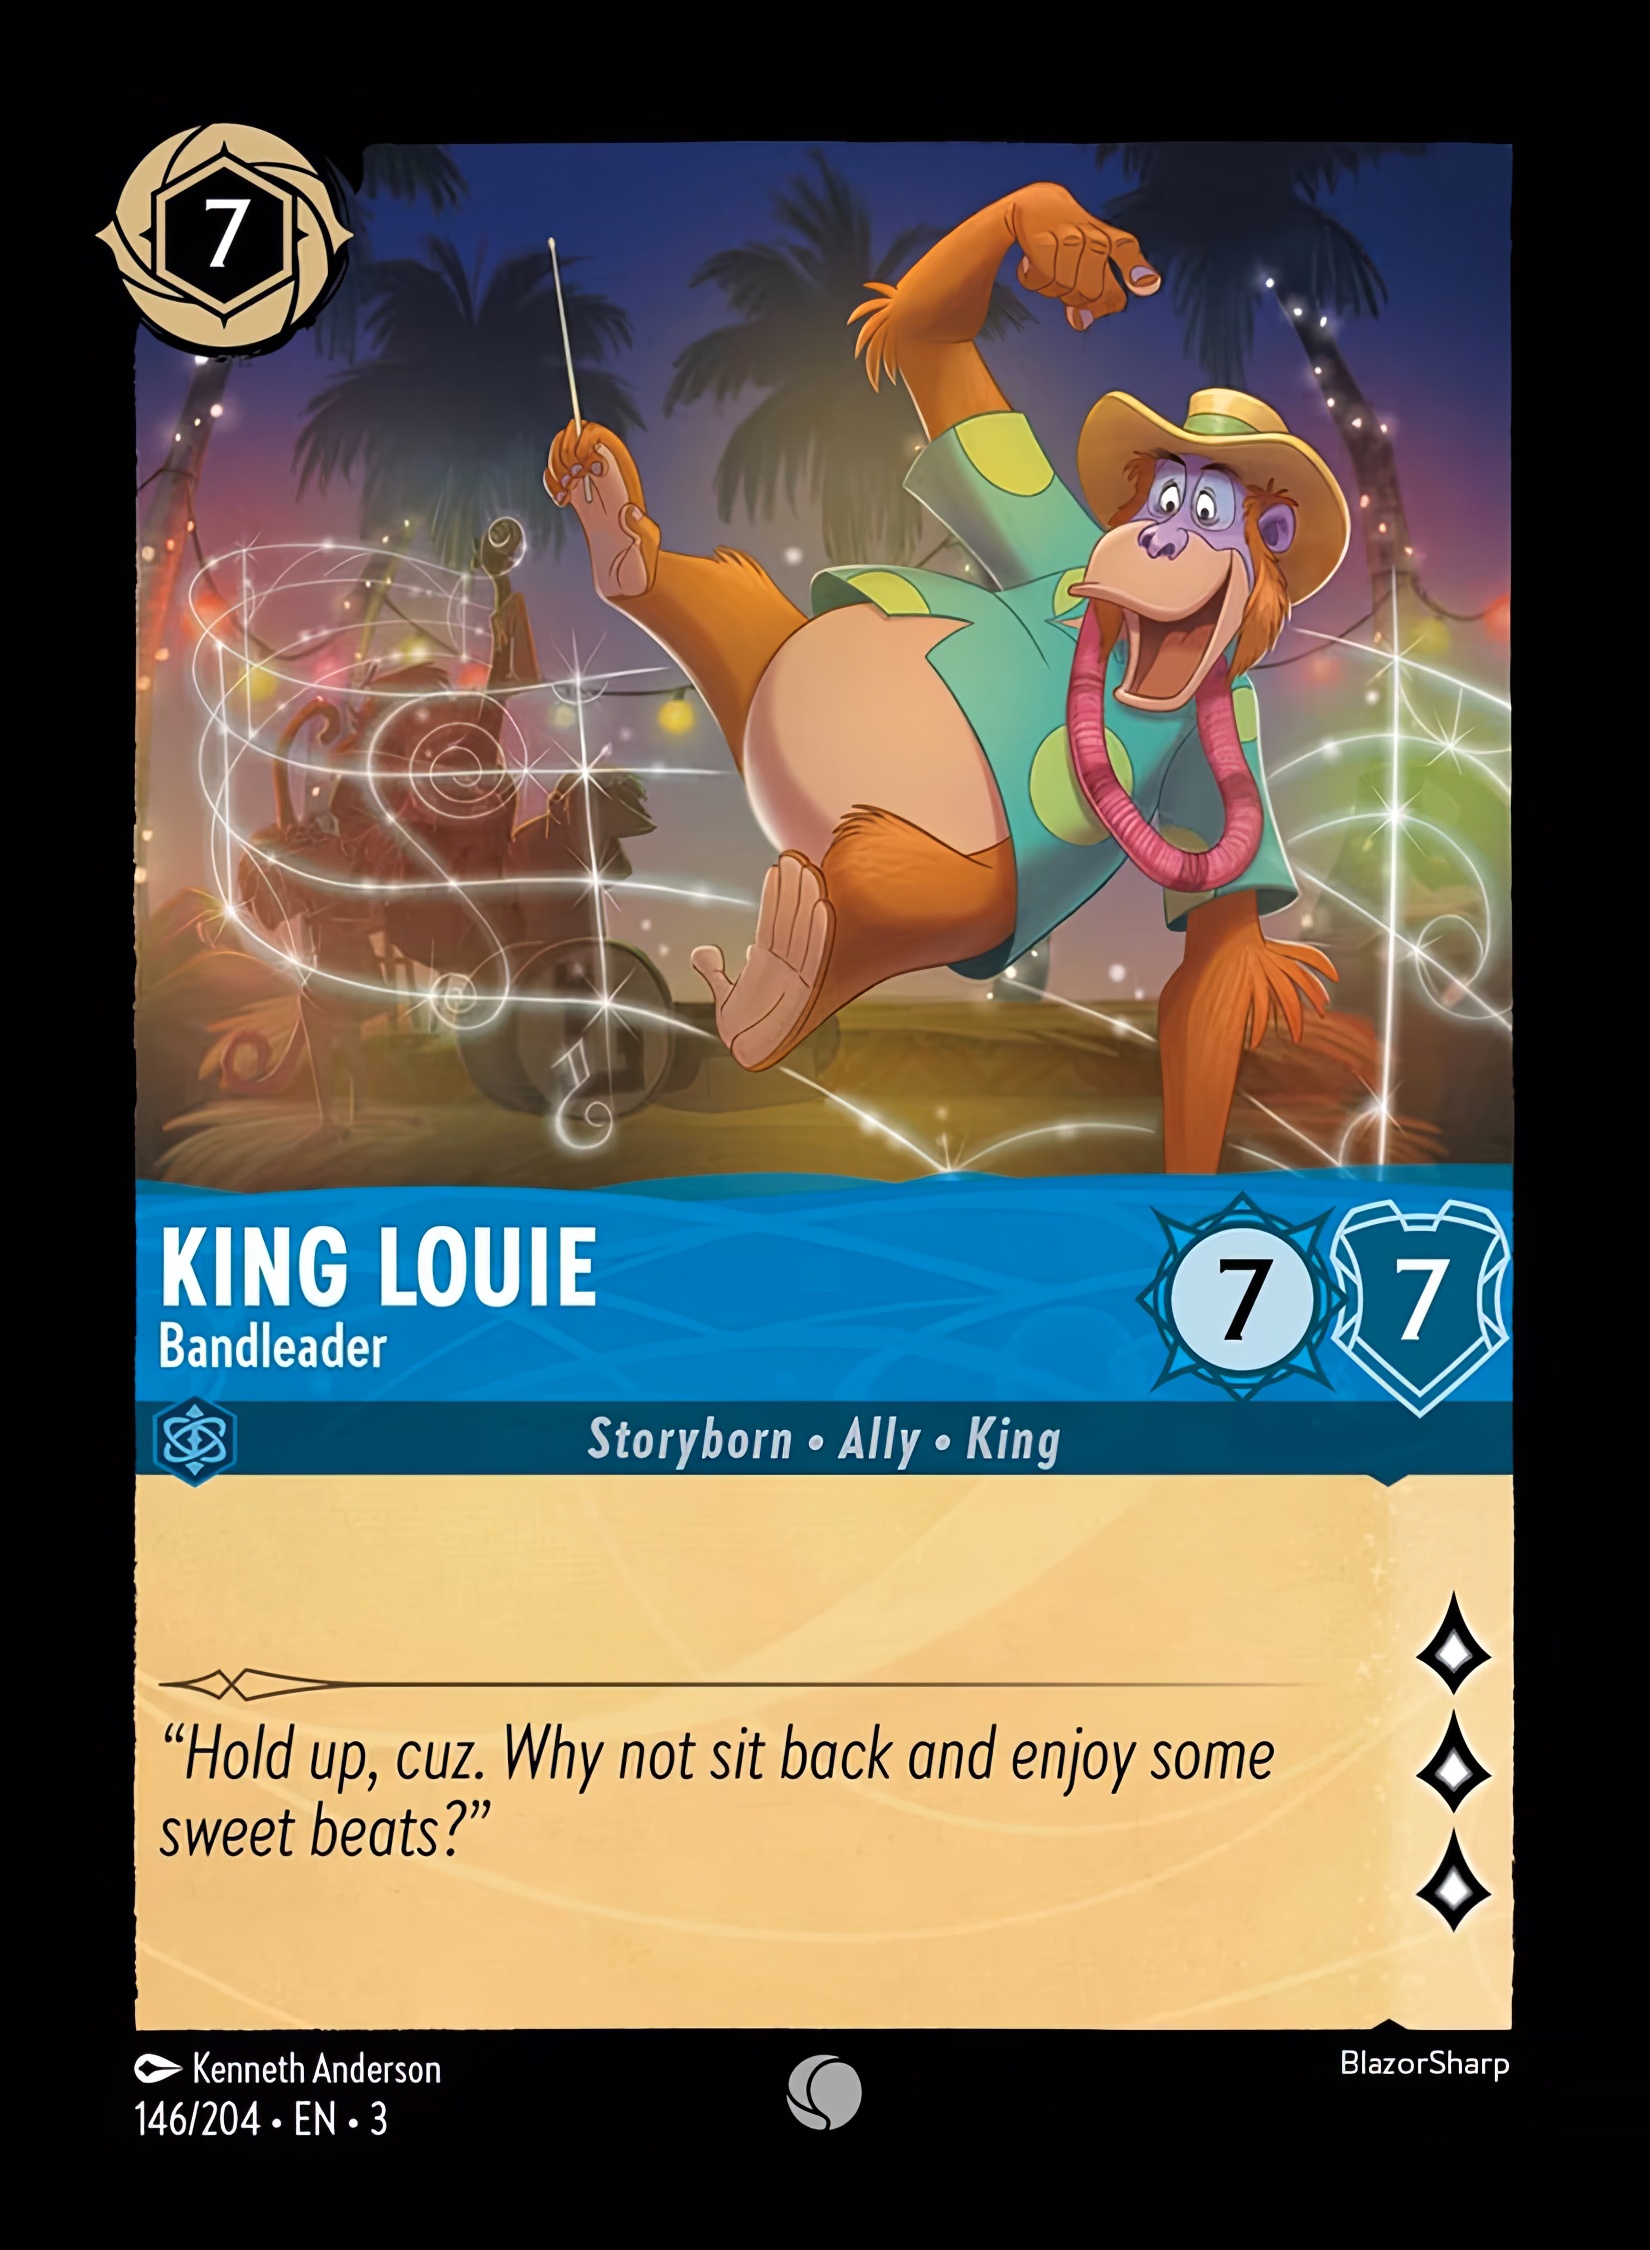 7
KING LOUIE
Bandleader
7 7
Storyborn • Ally • King
“Hold up, cuz. Why not sit back and enjoy some
sweet beats?”
Kenneth Anderson
146/204 • EN • 3
BlazorSharp